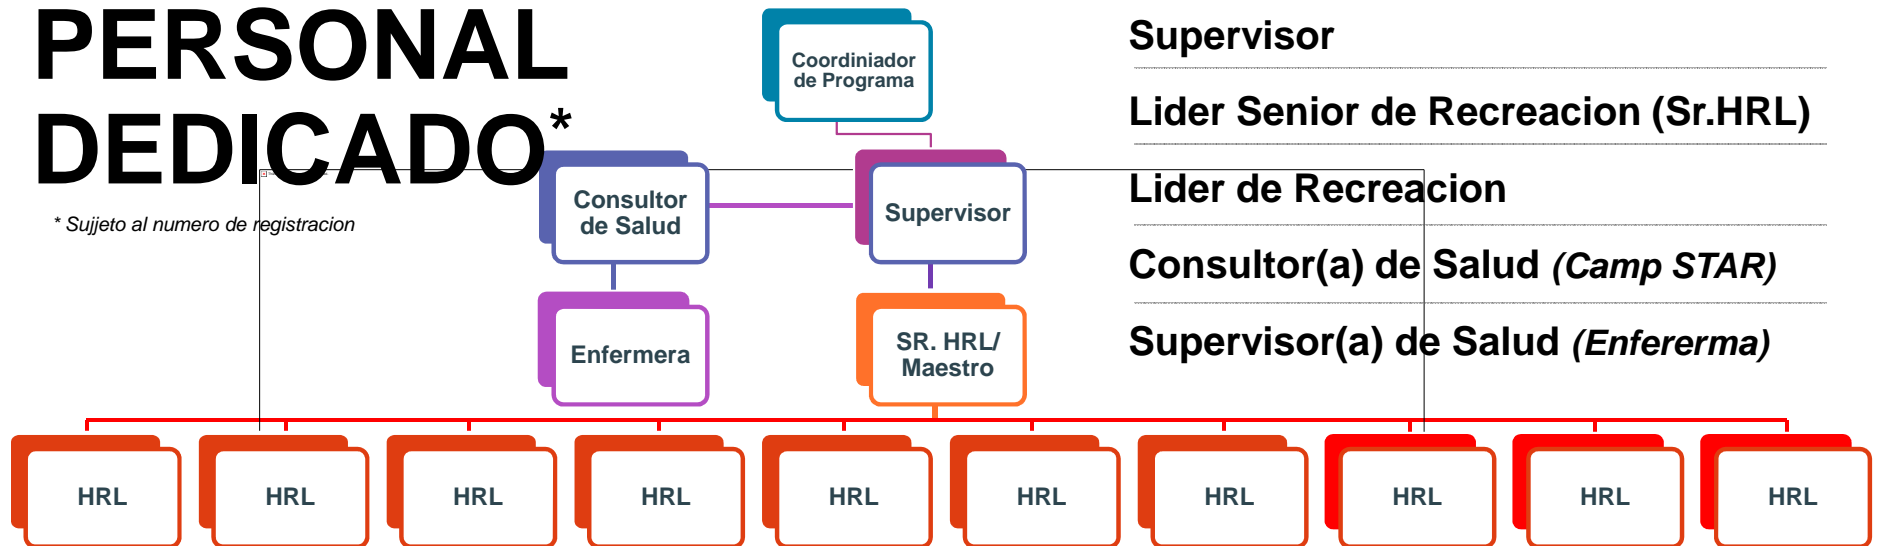 PERSONAL
DEDICADO*
* Sujjeto al numero de registracion
Coordiniador
de Programa
Consultor
de Salud
Supervisor
Enfermera
SR. HRL/
Maestro
HRL
HRL
HRL
HRL
HRL
HRL
HRL
HRL
HRL
HRL
Supervisor
Lider Senior de Recreacion (Sr.HRL)
Lider de Recreacion
Consultor(a) de Salud (Camp STAR)
Supervisor(a) de Salud (Enfererma)